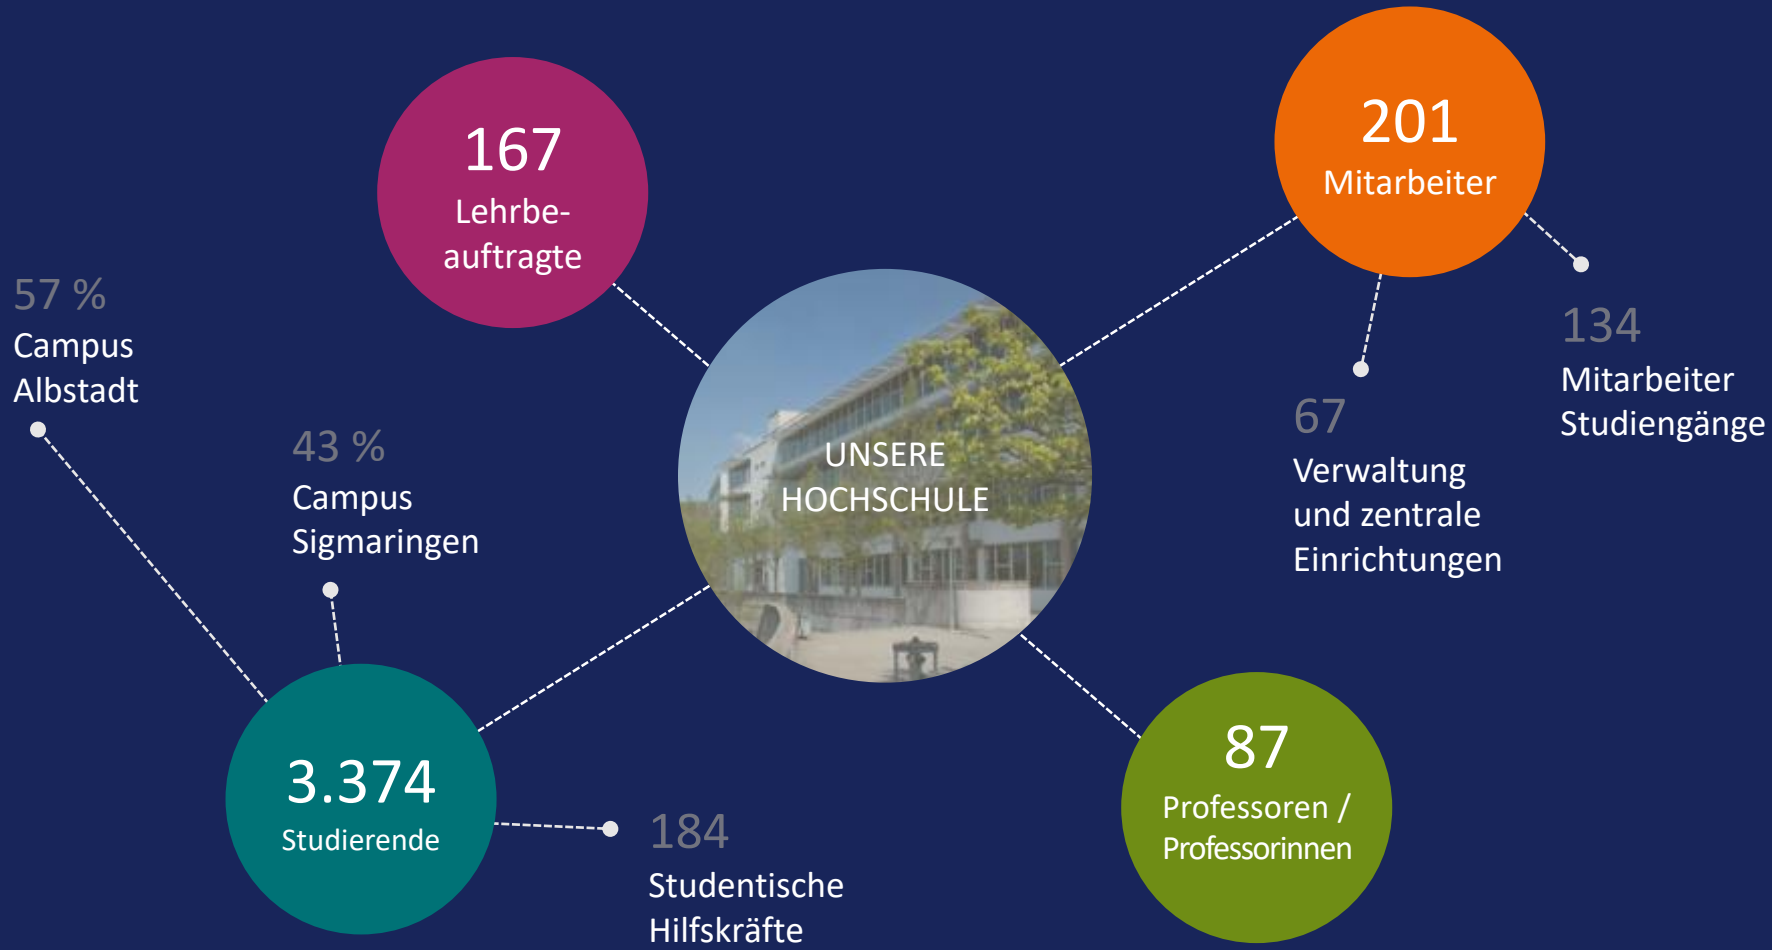 167
Lehrbe-
auftragte
201
Mitarbeiter
57 %
Campus
Albstadt
43 %
Campus
Sigmaringen
UNSERE
HOCHSCHULE
134
Mitarbeiter
Studiengänge
67
Verwaltung
und zentrale
Einrichtungen
3.374
Studierende
184
Studentische
Hilfskräfte
87
Professoren /
Professorinnen